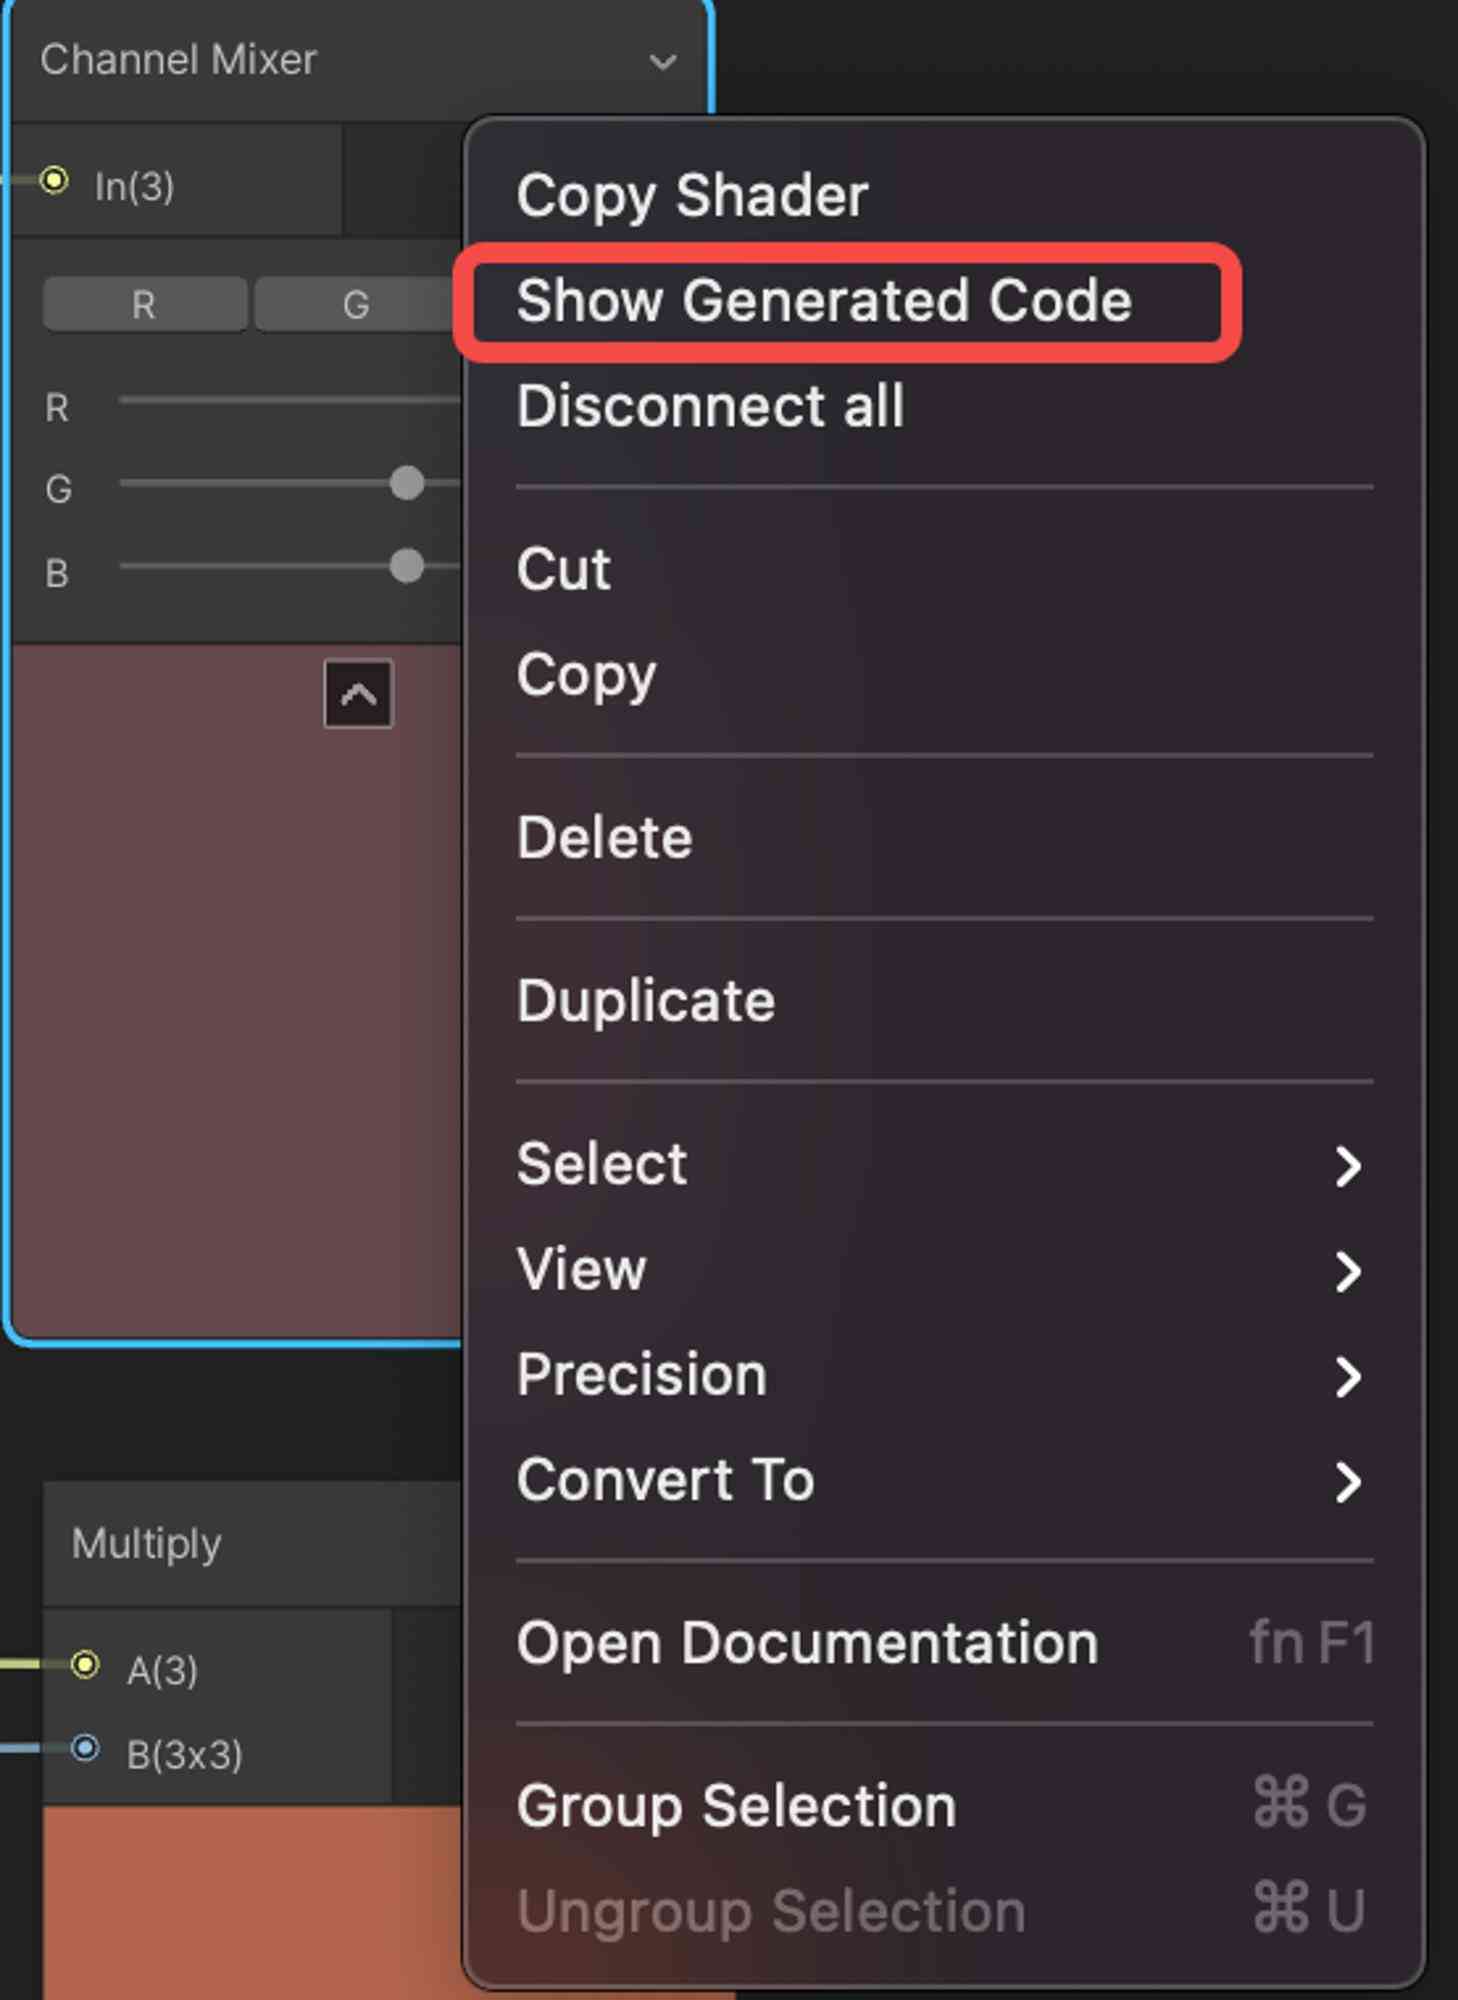 Channel Mixer
In(3)
R G
R
G
B
Copy Shader
Show Generated Code
Disconnect all
Cut
Copy
Delete
Duplicate
Select
View
Precision
Convert To
Open Documentation fn F1
Group Selection ⌘ G
Ungroup Selection ⌘ U
Multiply
A(3)
B(3x3)